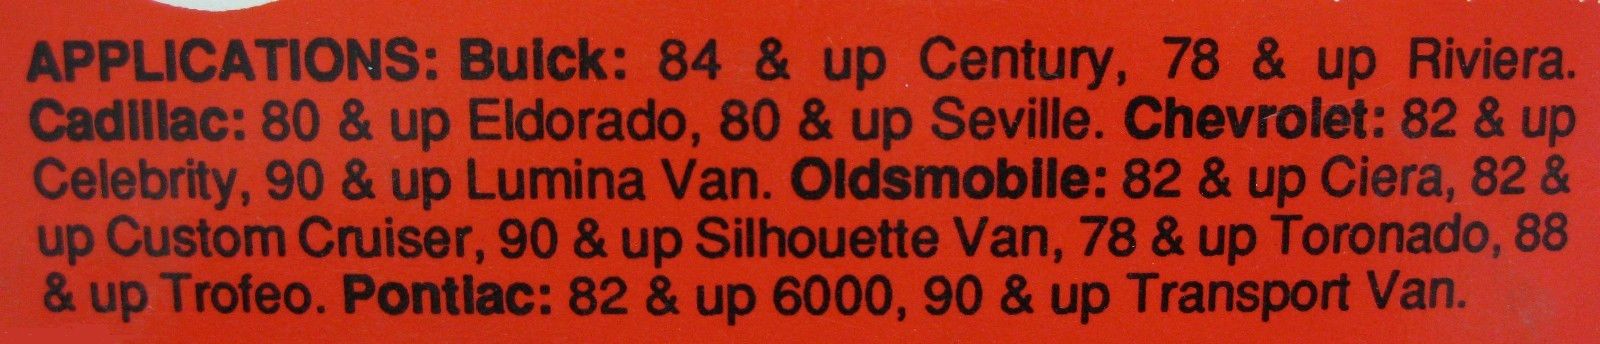 APPLICATIONS: Buick: 84 & up Century, 78 & up Riviera.
Cadillac: 80 & up Eldorado, 80 & up Seville. Chevrolet: 82 & up
Celebrity, 90 & up Lumina Van. Oldsmobile: 82 & up Ciera, 82 &
up Custom Cruiser, 90 & up Silhouette Van, 78 & up Toronado, 88
& up Trofeo. Pontiac: 82 & up 6000, 90 & up Transport Van.